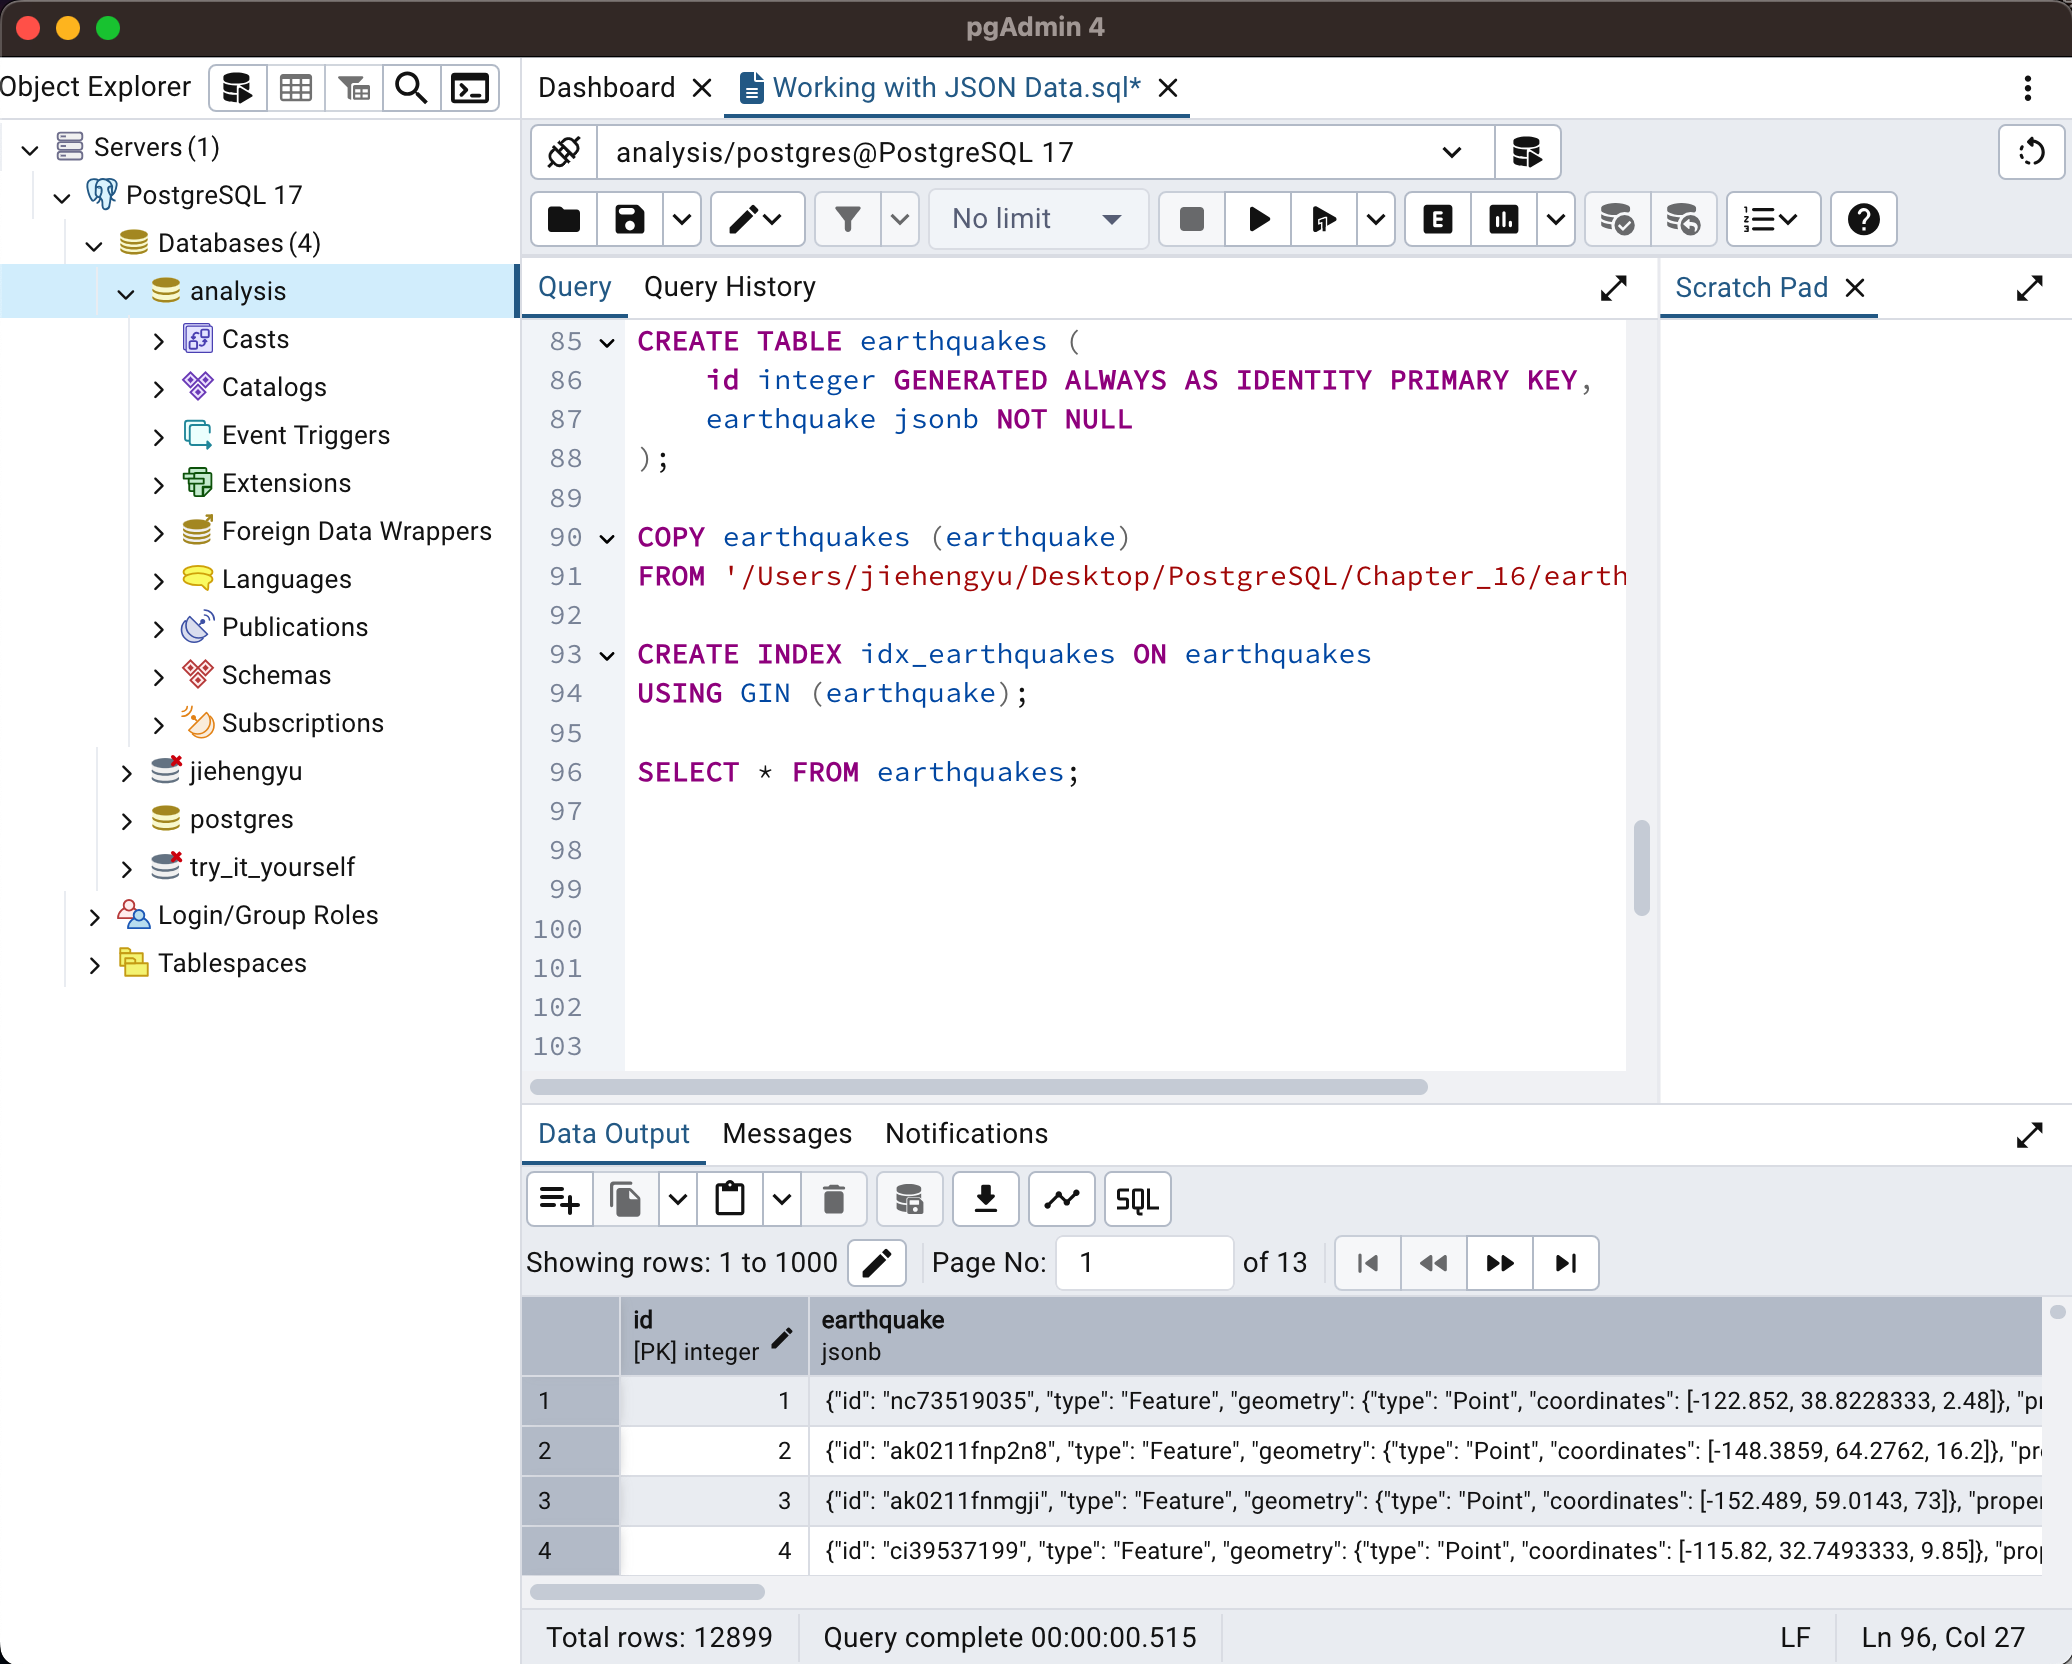 pgAdmin 4
Object Explorer
Dashboard
Working with JSON Data.sql*
Servers (1)
PostgreSQL 17
Databases (4)
analysis
Casts
Catalogs
Event Triggers
Extensions
Foreign Data Wrappers
Languages
Publications
Schemas
Subscriptions
jiehengyu
postgres
try_it_yourself
Login/Group Roles
Tablespaces
analysis/postgres@PostgreSQL 17
No limit
E
Query
Query History
Scratch Pad
85 CREATE TABLE earthquakes (
86 id integer GENERATED ALWAYS AS IDENTITY PRIMARY KEY,
87 earthquake jsonb NOT NULL
88 );
89
90 COPY earthquakes (earthquake)
91 FROM '/Users/jiehengyu/Desktop/PostgreSQL/Chapter_16/earth
92
93 CREATE INDEX idx_earthquakes ON earthquakes
94 USING GIN (earthquake);
95
96 SELECT * FROM earthquakes;
97
98
99
100
101
102
103
Data Output
Messages
Notifications
SQL
Showing rows: 1 to 1000
Page No: 1 of 13
id
[PK] integer
earthquake
jsonb
1 1 {"id": "nc73519035", "type": "Feature", "geometry": {"type": "Point", "coordinates": [-122.852, 38.8228333, 2.48]}, "pr
2 2 {"id": "ak0211fnp2n8", "type": "Feature", "geometry": {"type": "Point", "coordinates": [-148.3859, 64.2762, 16.2]}, "pr
3 3 {"id": "ak0211fnmgji", "type": "Feature", "geometry": {"type": "Point", "coordinates": [-152.489, 59.0143, 73]}, "proper
4 4 {"id": "ci39537199", "type": "Feature", "geometry": {"type": "Point", "coordinates": [-115.82, 32.7493333, 9.85]}, "prop
Total rows: 12899
Query complete 00:00:00.515
LF
Ln 96, Col 27